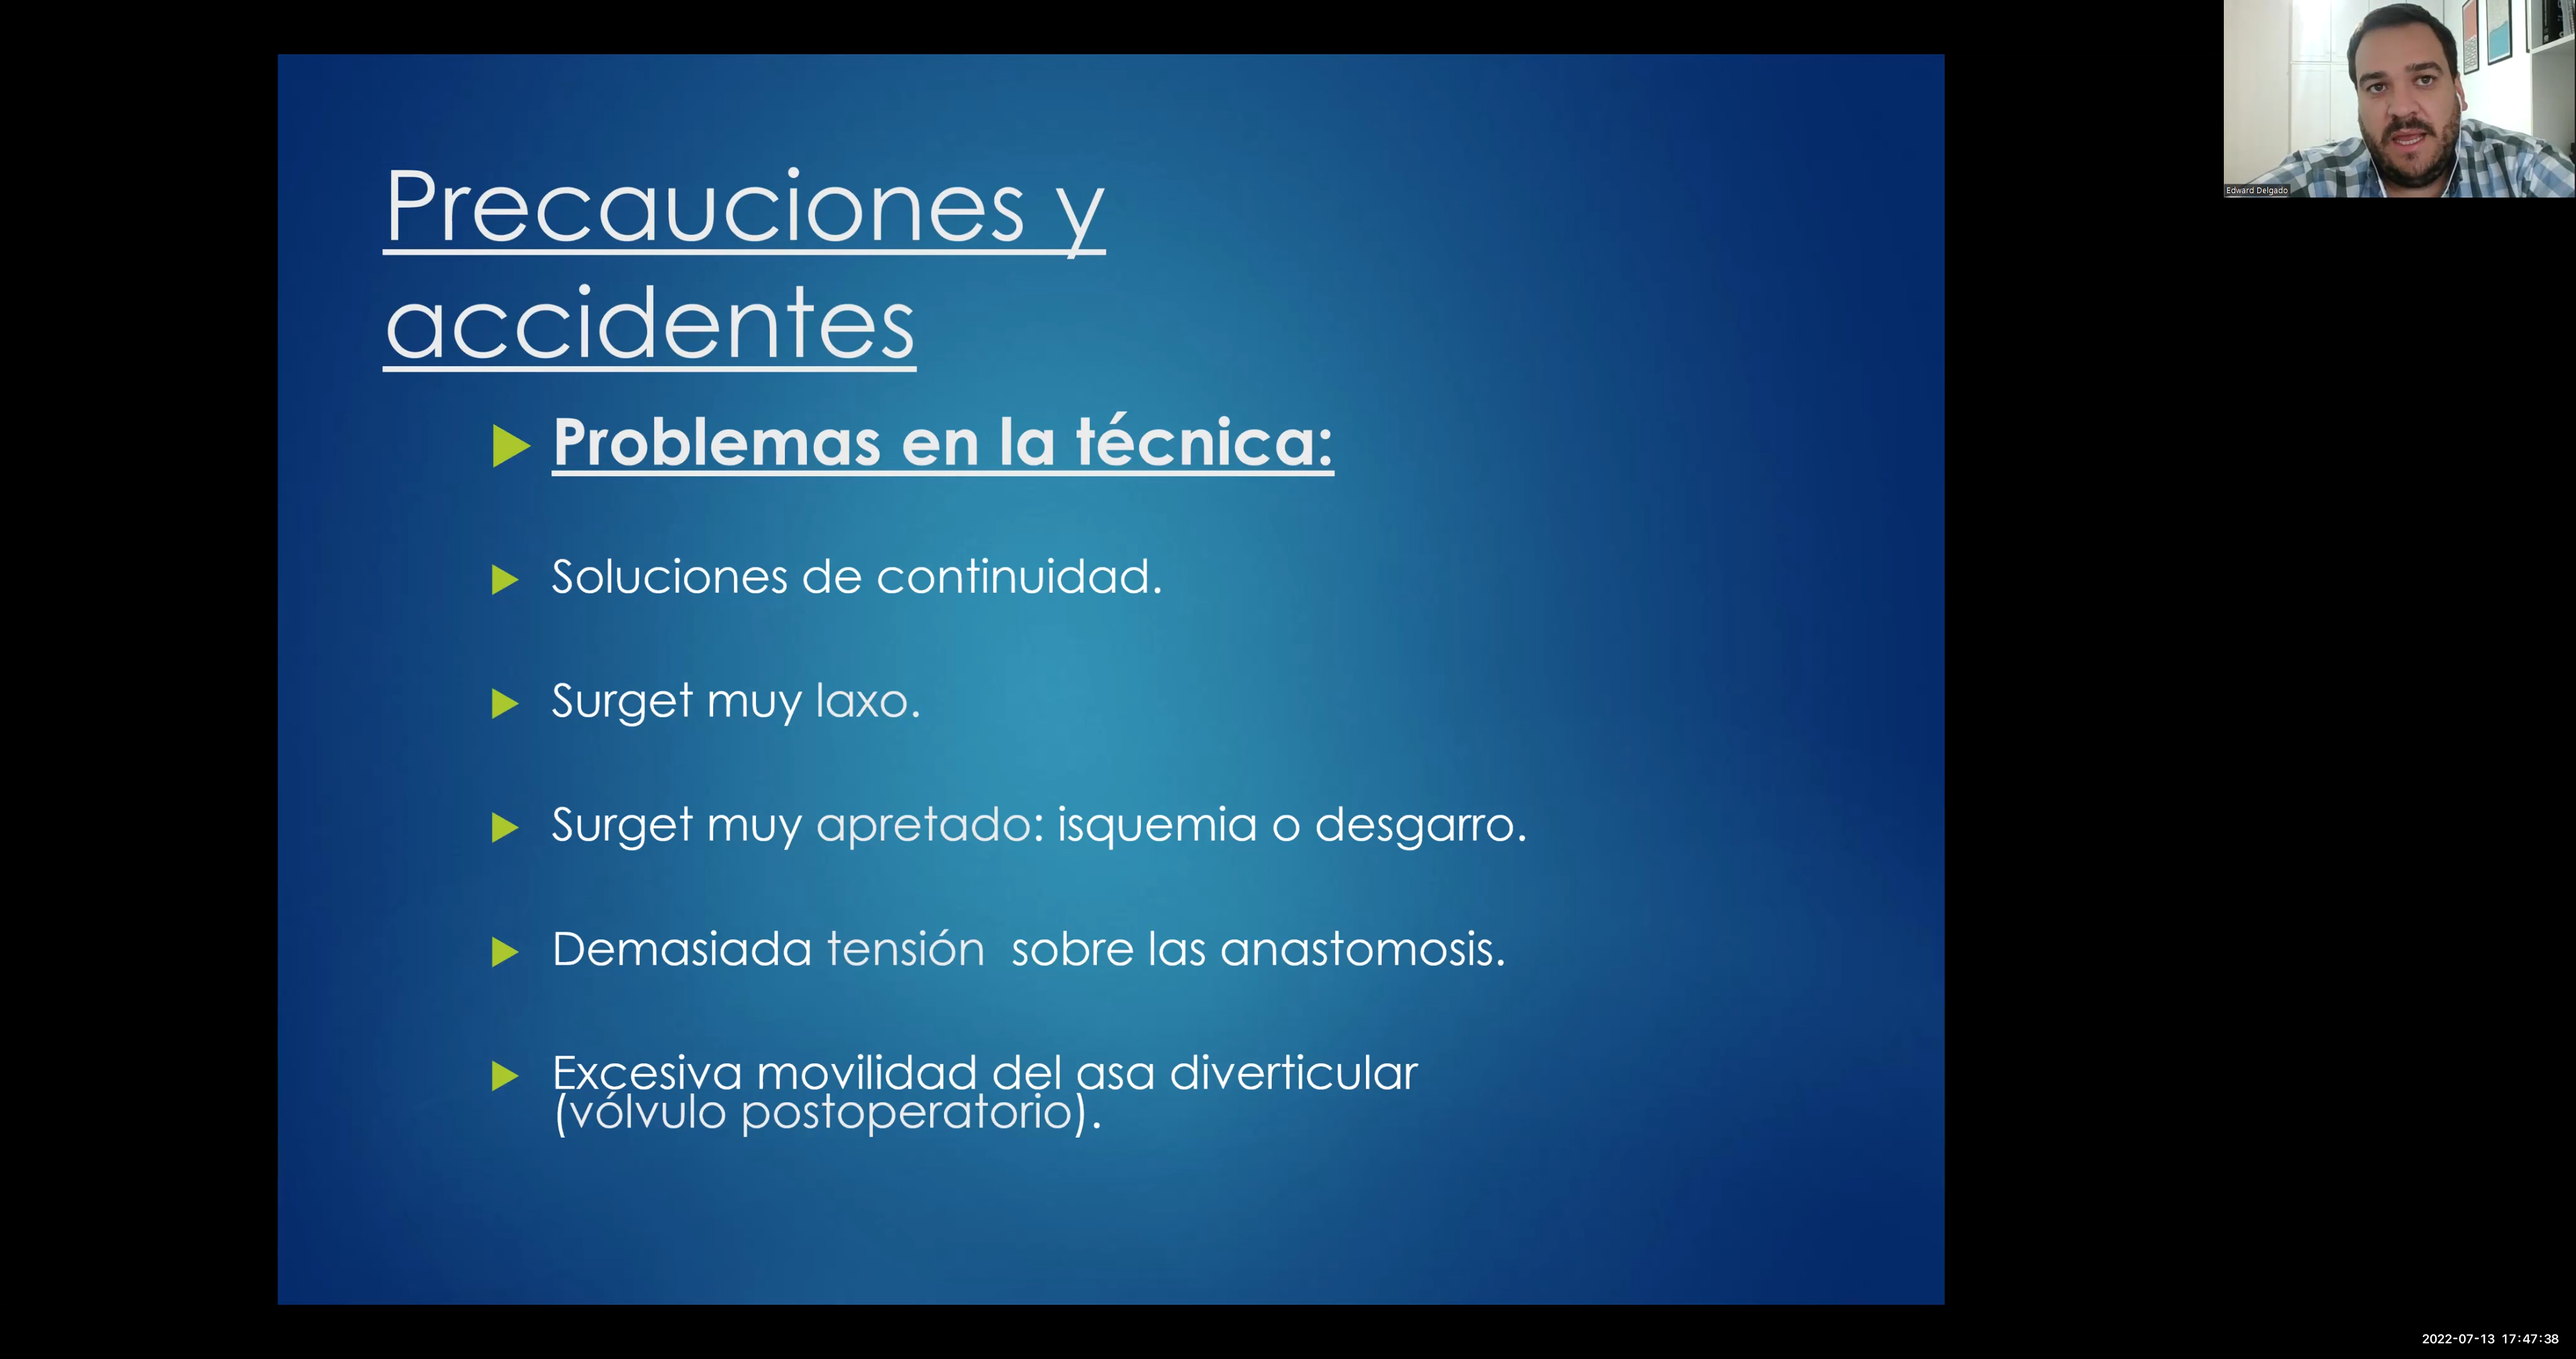 Precauciones y
accidentes
Problemas en la técnica:
Soluciones de continuidad.
Surget muy laxo.
Surget muy apretado: isquemia o desgarro.
Demasiada tensión sobre las anastomosis.
Excesiva movilidad del asa diverticular
(vólvulo postoperatorio).
Edward Delgado
2022-07-13 17:47:38